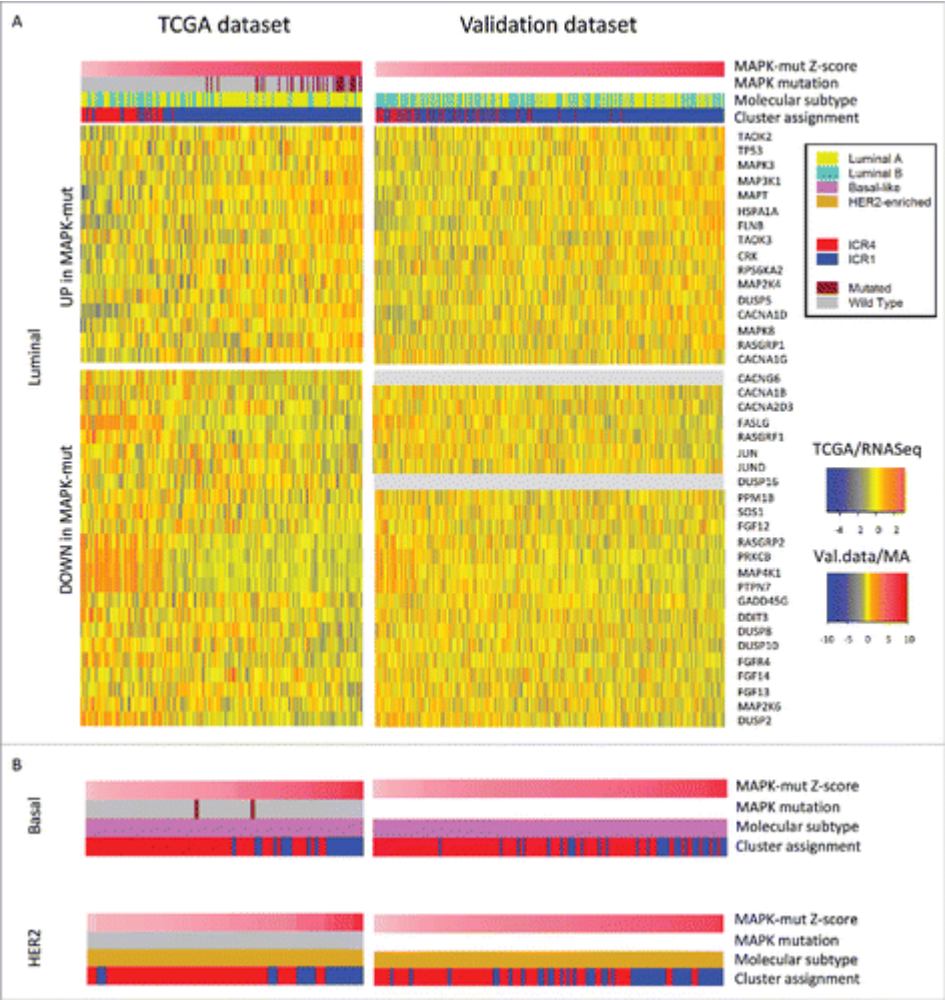 A
TCGA dataset
Validation dataset
MAPK-mut Z-score
MAPK mutation
Molecular subtype
Cluster assignment
Luminal
UP in MAPK-mut
TAOK2
TP53
MAPK3
MAP3K1
MAPT
HSPA1A
FLNB
TAOK3
CRK
RPS6KA2
MAP2K4
DUSP5
CACNA1D
MAPK8
RASGRP1
CACNA1G
DOWN in MAPK-mut
CACNG6
CACNA1B
CACNA2D3
FASLG
RASGRF1
JUN
JUND
DUSP16
PPM1B
SOS1
FGF12
RASGRP2
PRKCB
MAP4K1
PTPN7
GADD45G
DDIT3
DUSP8
DUSP10
FGFR4
FGF14
FGF13
MAP2K6
DUSP2
Luminal A
Luminal B
Basal-like
HER2-enriched
ICR4
ICR1
Mutated
Wild Type
TCGA/RNASeq
-4 2 0 2
Val.data/MA
-10 -5 0 5 10
B
Basal
MAPK-mut Z-score
MAPK mutation
Molecular subtype
Cluster assignment
HER2
MAPK-mut Z-score
MAPK mutation
Molecular subtype
Cluster assignment